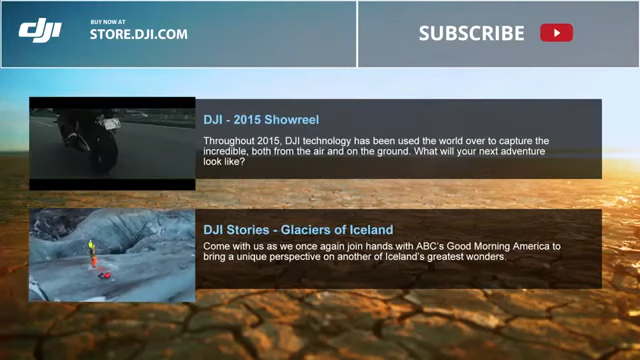 dji
BUY NOW AT
STORE.DJI.COM
SUBSCRIBE
DJI - 2015 Showreel
Throughout 2015, DJI technology has been used the world over to capture the
incredible, both from the air and on the ground. What will your next adventure
look like?
DJI Stories - Glaciers of Iceland
Come with us as we once again join hands with ABC's Good Morning America to
bring a unique perspective on another of Iceland's greatest wonders.